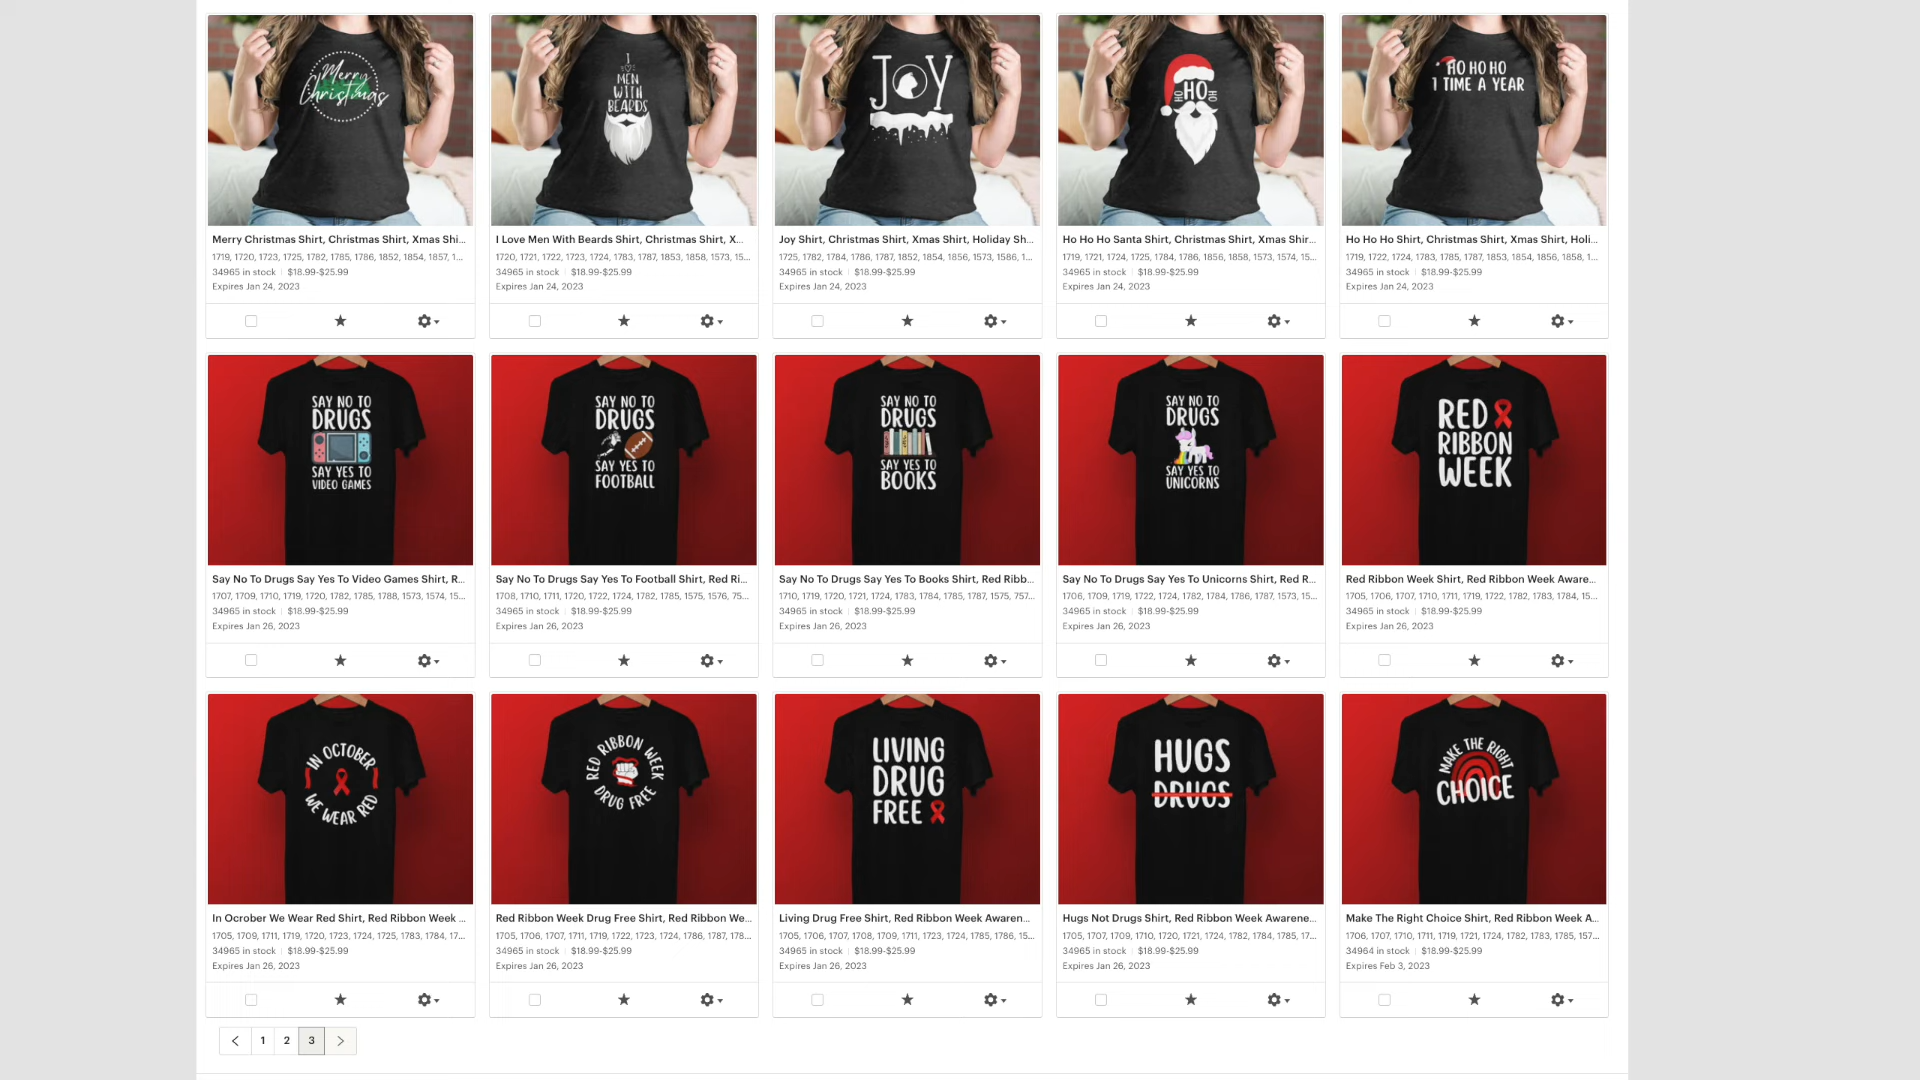 Merry
Christmas
I
MEN
WITH
BEARDS
JOY
HO HO HO
HO HO HO
1 TIME A YEAR
Merry Christmas Shirt, Christmas Shirt, Xmas Shi...
1719, 1720, 1723, 1725, 1782, 1785, 1786, 1852, 1854, 1857, 1...
34965 in stock | $18.99-$25.99
Expires Jan 24, 2023
I Love Men With Beards Shirt, Christmas Shirt, X...
1720, 1721, 1722, 1723, 1724, 1783, 1787, 1853, 1858, 1573, 15...
34965 in stock | $18.99-$25.99
Expires Jan 24, 2023
Joy Shirt, Christmas Shirt, Xmas Shirt, Holiday Sh...
1725, 1782, 1784, 1786, 1787, 1852, 1854, 1856, 1573, 1586, 1...
34965 in stock | $18.99-$25.99
Expires Jan 24, 2023
Ho Ho Ho Santa Shirt, Christmas Shirt, Xmas Shir...
1719, 1721, 1724, 1725, 1784, 1786, 1856, 1858, 1573, 1574, 15...
34965 in stock | $18.99-$25.99
Expires Jan 24, 2023
Ho Ho Ho Shirt, Christmas Shirt, Xmas Shirt, Holi...
1719, 1722, 1724, 1783, 1785, 1787, 1853, 1854, 1856, 1858, 1...
34965 in stock | $18.99-$25.99
Expires Jan 24, 2023
SAY NO TO
DRUGS
SAY YES TO
VIDEO GAMES
SAY NO TO
DRUGS
SAY YES TO
FOOTBALL
SAY NO TO
DRUGS
SAY YES TO
BOOKS
SAY NO TO
DRUGS
SAY YES TO
UNICORNS
RED
RIBBON
WEEK
Say No To Drugs Say Yes To Video Games Shirt, R...
1707, 1709, 1710, 1719, 1720, 1782, 1785, 1788, 1573, 1574, 15...
34965 in stock | $18.99-$25.99
Expires Jan 26, 2023
Say No To Drugs Say Yes To Football Shirt, Red Ri...
1708, 1710, 1711, 1720, 1722, 1724, 1782, 1785, 1575, 1576, 75...
34965 in stock | $18.99-$25.99
Expires Jan 26, 2023
Say No To Drugs Say Yes To Books Shirt, Red Ribb...
1710, 1719, 1720, 1721, 1724, 1783, 1784, 1785, 1787, 1575, 757...
34965 in stock | $18.99-$25.99
Expires Jan 26, 2023
Say No To Drugs Say Yes To Unicorns Shirt, Red R...
1706, 1709, 1719, 1722, 1724, 1782, 1784, 1786, 1787, 1573, 15...
34965 in stock | $18.99-$25.99
Expires Jan 26, 2023
Red Ribbon Week Shirt, Red Ribbon Week Aware...
1705, 1706, 1707, 1710, 1711, 1719, 1722, 1782, 1783, 1784, 15...
34965 in stock | $18.99-$25.99
Expires Jan 26, 2023
IN OCTOBER
WE WEAR RED
RED RIBBON WEEK
DRUG FREE
LIVING
DRUG
FREE
HUGS
DRUGS
MAKE THE RIGHT
CHOICE
In Ocrober We Wear Red Shirt, Red Ribbon Week ...
1705, 1709, 1711, 1719, 1720, 1723, 1724, 1725, 1783, 1784, 17...
34965 in stock | $18.99-$25.99
Expires Jan 26, 2023
Red Ribbon Week Drug Free Shirt, Red Ribbon We...
1705, 1706, 1707, 1711, 1719, 1722, 1723, 1724, 1786, 1787, 178...
34965 in stock | $18.99-$25.99
Expires Jan 26, 2023
Living Drug Free Shirt, Red Ribbon Week Awaren...
1705, 1706, 1707, 1708, 1709, 1711, 1723, 1724, 1785, 1786, 15...
34965 in stock | $18.99-$25.99
Expires Jan 26, 2023
Hugs Not Drugs Shirt, Red Ribbon Week Awarene...
1705, 1707, 1709, 1710, 1720, 1721, 1724, 1782, 1784, 1785, 17...
34965 in stock | $18.99-$25.99
Expires Jan 26, 2023
Make The Right Choice Shirt, Red Ribbon Week A...
1706, 1707, 1710, 1711, 1719, 1721, 1724, 1782, 1783, 1785, 157...
34964 in stock | $18.99-$25.99
Expires Feb 3, 2023
1 2 3